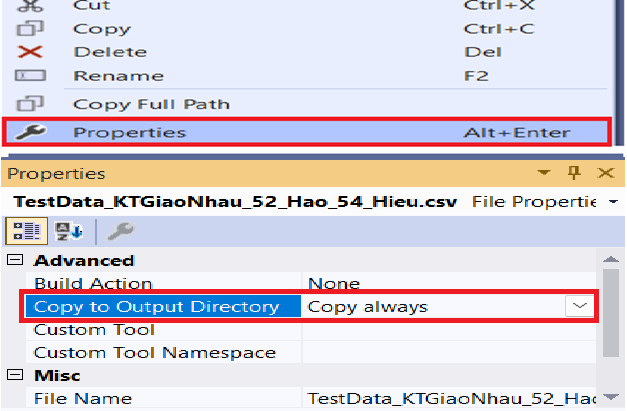 Cut Ctrl+X
Copy Ctrl+C
Delete Del
Rename F2
Copy Full Path
Properties Alt+Enter
Properties
TestData_KTGiaoNhau_52_Hao_54_Hieu.csv File Propertie
Advanced
Build Action None
Copy to Output Directory Copy always
Custom Tool
Custom Tool Namespace
Misc
File Name TestData_KTGiaoNhau_52_Hao